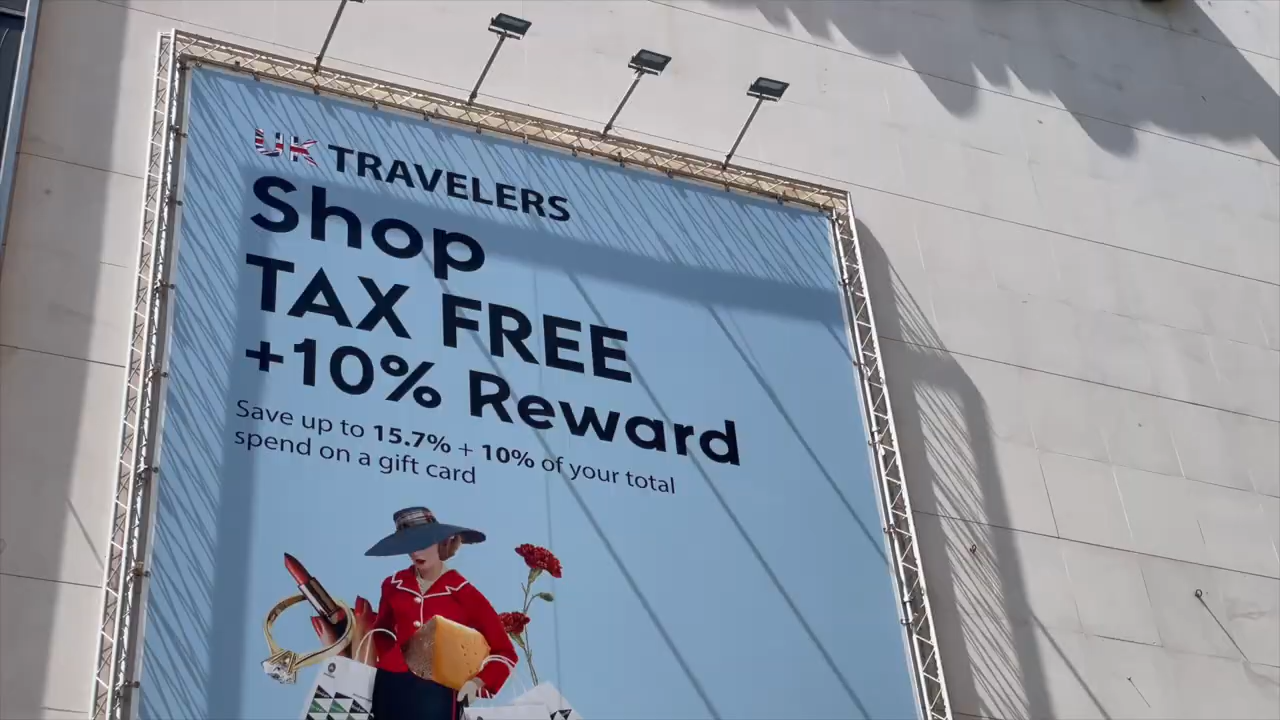 UK TRAVELERS
Shop
TAX FREE
+10% Reward
Save up to 15.7% + 10% of your total
spend on a gift card